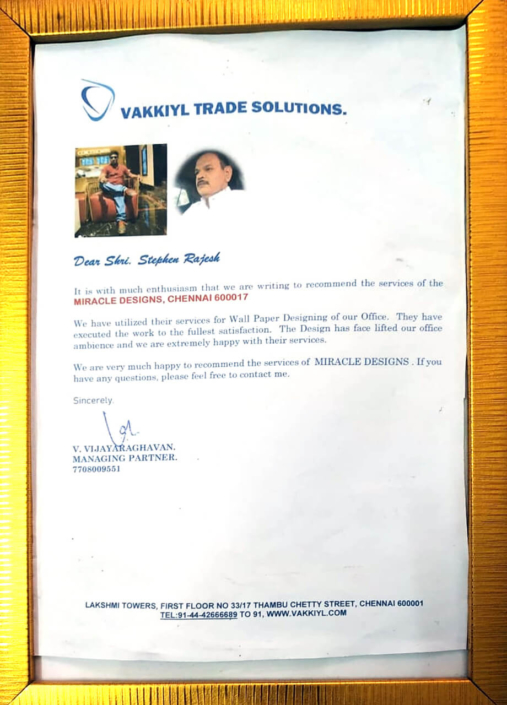 VAKKIYL TRADE SOLUTIONS.
Dear Shri. Stephen Rajesh
It is with much enthusiasm that we are writing to recommend the services of the
MIRACLE DESIGNS, CHENNAI 600017
We have utilized their services for Wall Paper Designing of our Office. They have
executed the work to the fullest satisfaction. The Design has face lifted our office
ambience and we are extremely happy with their services.
We are very much happy to recommend the services of MIRACLE DESIGNS . If you
have any questions, please feel free to contact me.
Sincerely,
V. VIJAYARAGHAVAN.
MANAGING PARTNER.
7708009551
LAKSHMI TOWERS, FIRST FLOOR NO 33/17 THAMBU CHETTY STREET, CHENNAI 600001
TEL:91-44-42666689 TO 91, WWW.VAKKIYL.COM